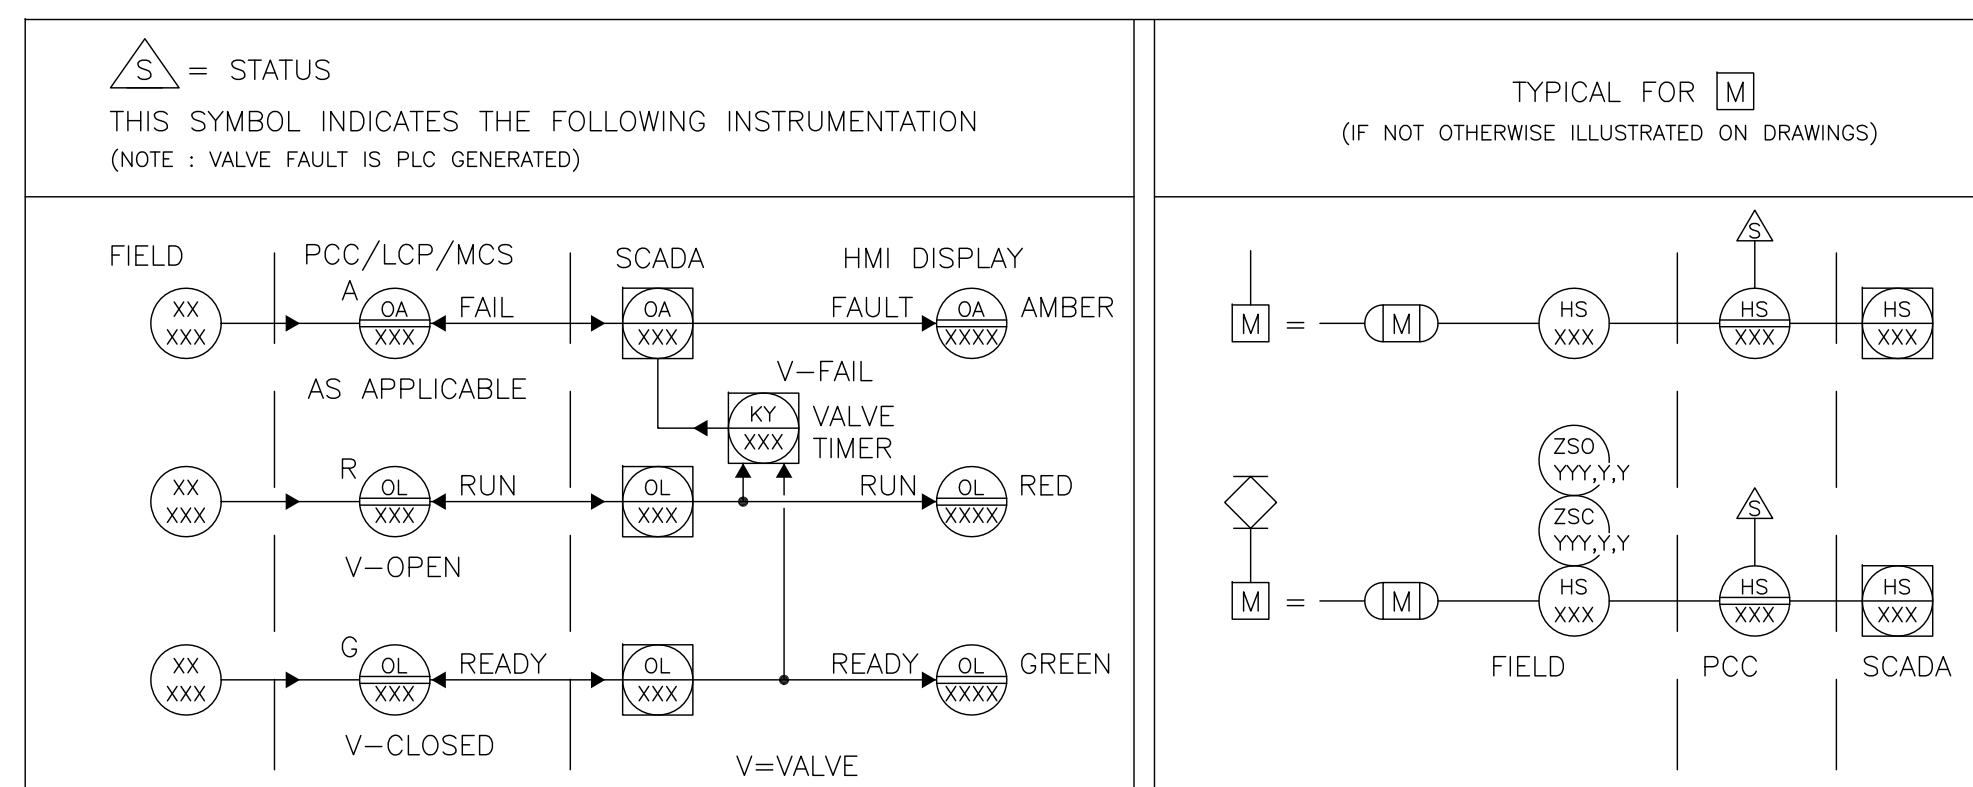 S = STATUS
THIS SYMBOL INDICATES THE FOLLOWING INSTRUMENTATION
(NOTE : VALVE FAULT IS PLC GENERATED)
FIELD PCC/LCP/MCS SCADA HMI DISPLAY
XX XXX A OA XXX FAIL OA XXX FAULT OA XXXX AMBER
AS APPLICABLE
V-FAIL
KY XXX VALVE TIMER
XX XXX R OL XXX RUN OL XXX RUN OL XXXX RED
V-OPEN
XX XXX G OL XXX READY OL XXX READY OL XXXX GREEN
V-CLOSED
V=VALVE
TYPICAL FOR M
(IF NOT OTHERWISE ILLUSTRATED ON DRAWINGS)
S
M = M HS XXX HS XXX HS XXX
ZSO
YYY,Y,Y
S
ZSC
YYY,Y,Y
M = M HS XXX HS XXX HS XXX
FIELD PCC SCADA